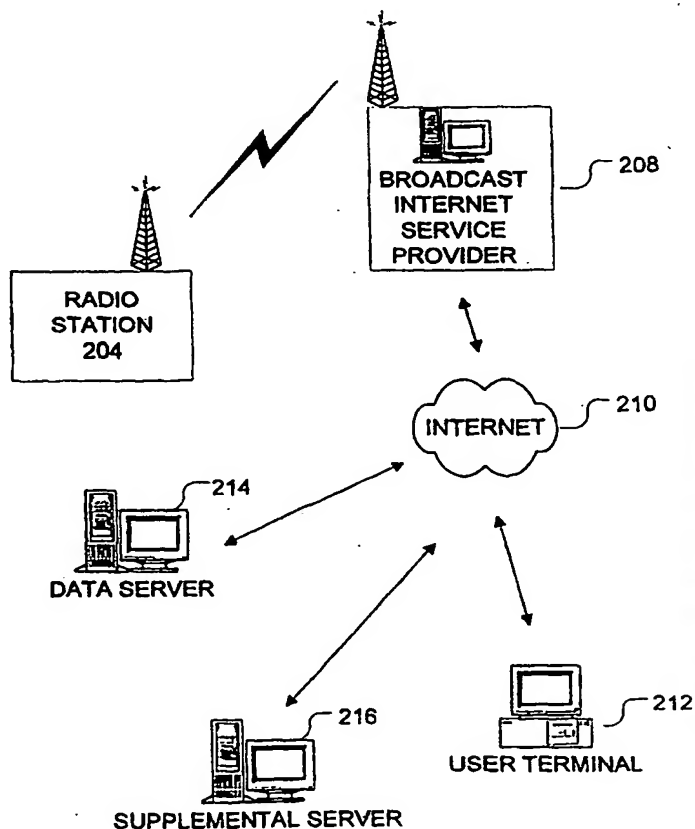 BROADCAST
INTERNET
SERVICE
PROVIDER
208
RADIO
STATION
204
INTERNET
210
214
DATA SERVER
216
SUPPLEMENTAL SERVER
212
USER TERMINAL